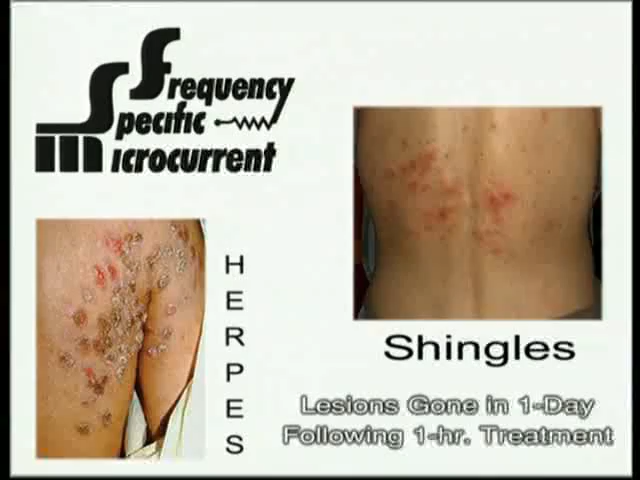 Frequency
Specific
Microcurrent
HERPES
Shingles
Lesions Gone in 1-Day
Following 1-hr. Treatment